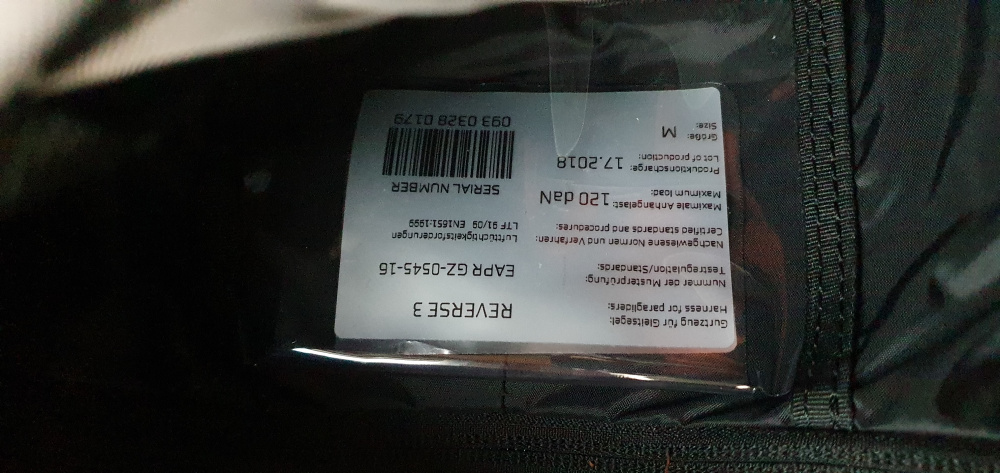 Gurtzeug für Gleitsegel:
Harness for paragliders:
REVERSE 3
Nummer der Musterprüfung:
Testregulation/Standards:
EAPR GZ-0545-16
Nachgewiesene Normen und Verfahren:
Certified standards and procedures:
Lufttüchtigkeitsforderungen
LTF 91/09 EN1651:1999
Maximale Anhangelast:
Maximum load:
120 daN
Produktionscharge:
Lot of production:
17.2018
Größe:
Size:
M
SERIAL NUMBER
093 0328 0179